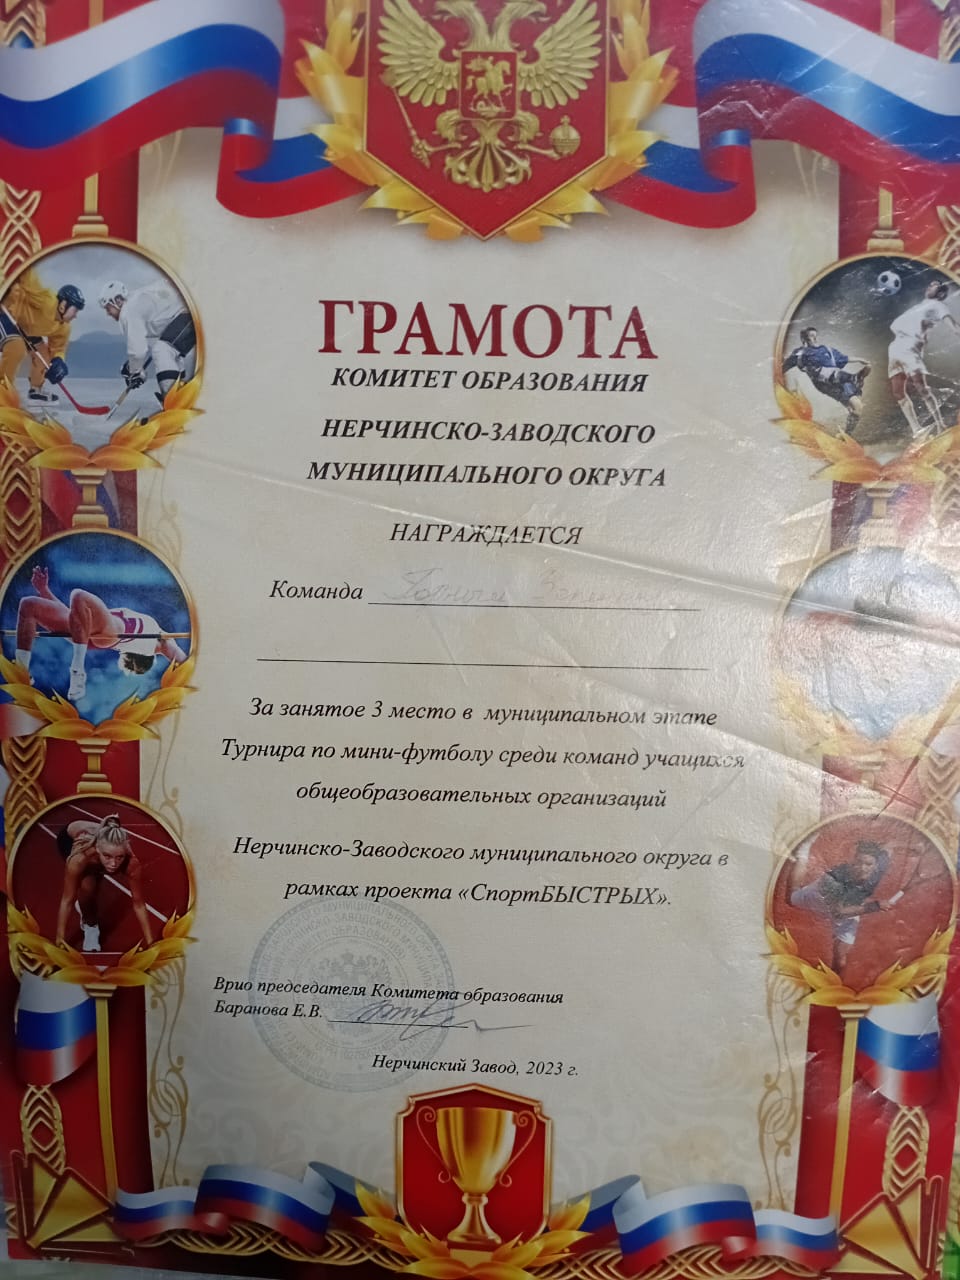 ГРАМОТА
КОМИТЕТ ОБРАЗОВАНИЯ
НЕРЧИНСКО-ЗАВОДСКОГО
МУНИЦИПАЛЬНОГО ОКРУГА
НАГРАЖДАЕТСЯ
Команда
За занятое 3 место в муниципальном этапе
Турнира по мини-футболу среди команд учащихся
общеобразовательных организаций
Нерчинско-Заводского муниципального округа в
рамках проекта «СпортБЫСТРЫХ».
Врио председателя Комитета образования
Баранова Е.В.
Нерчинский Завод, 2023 г.